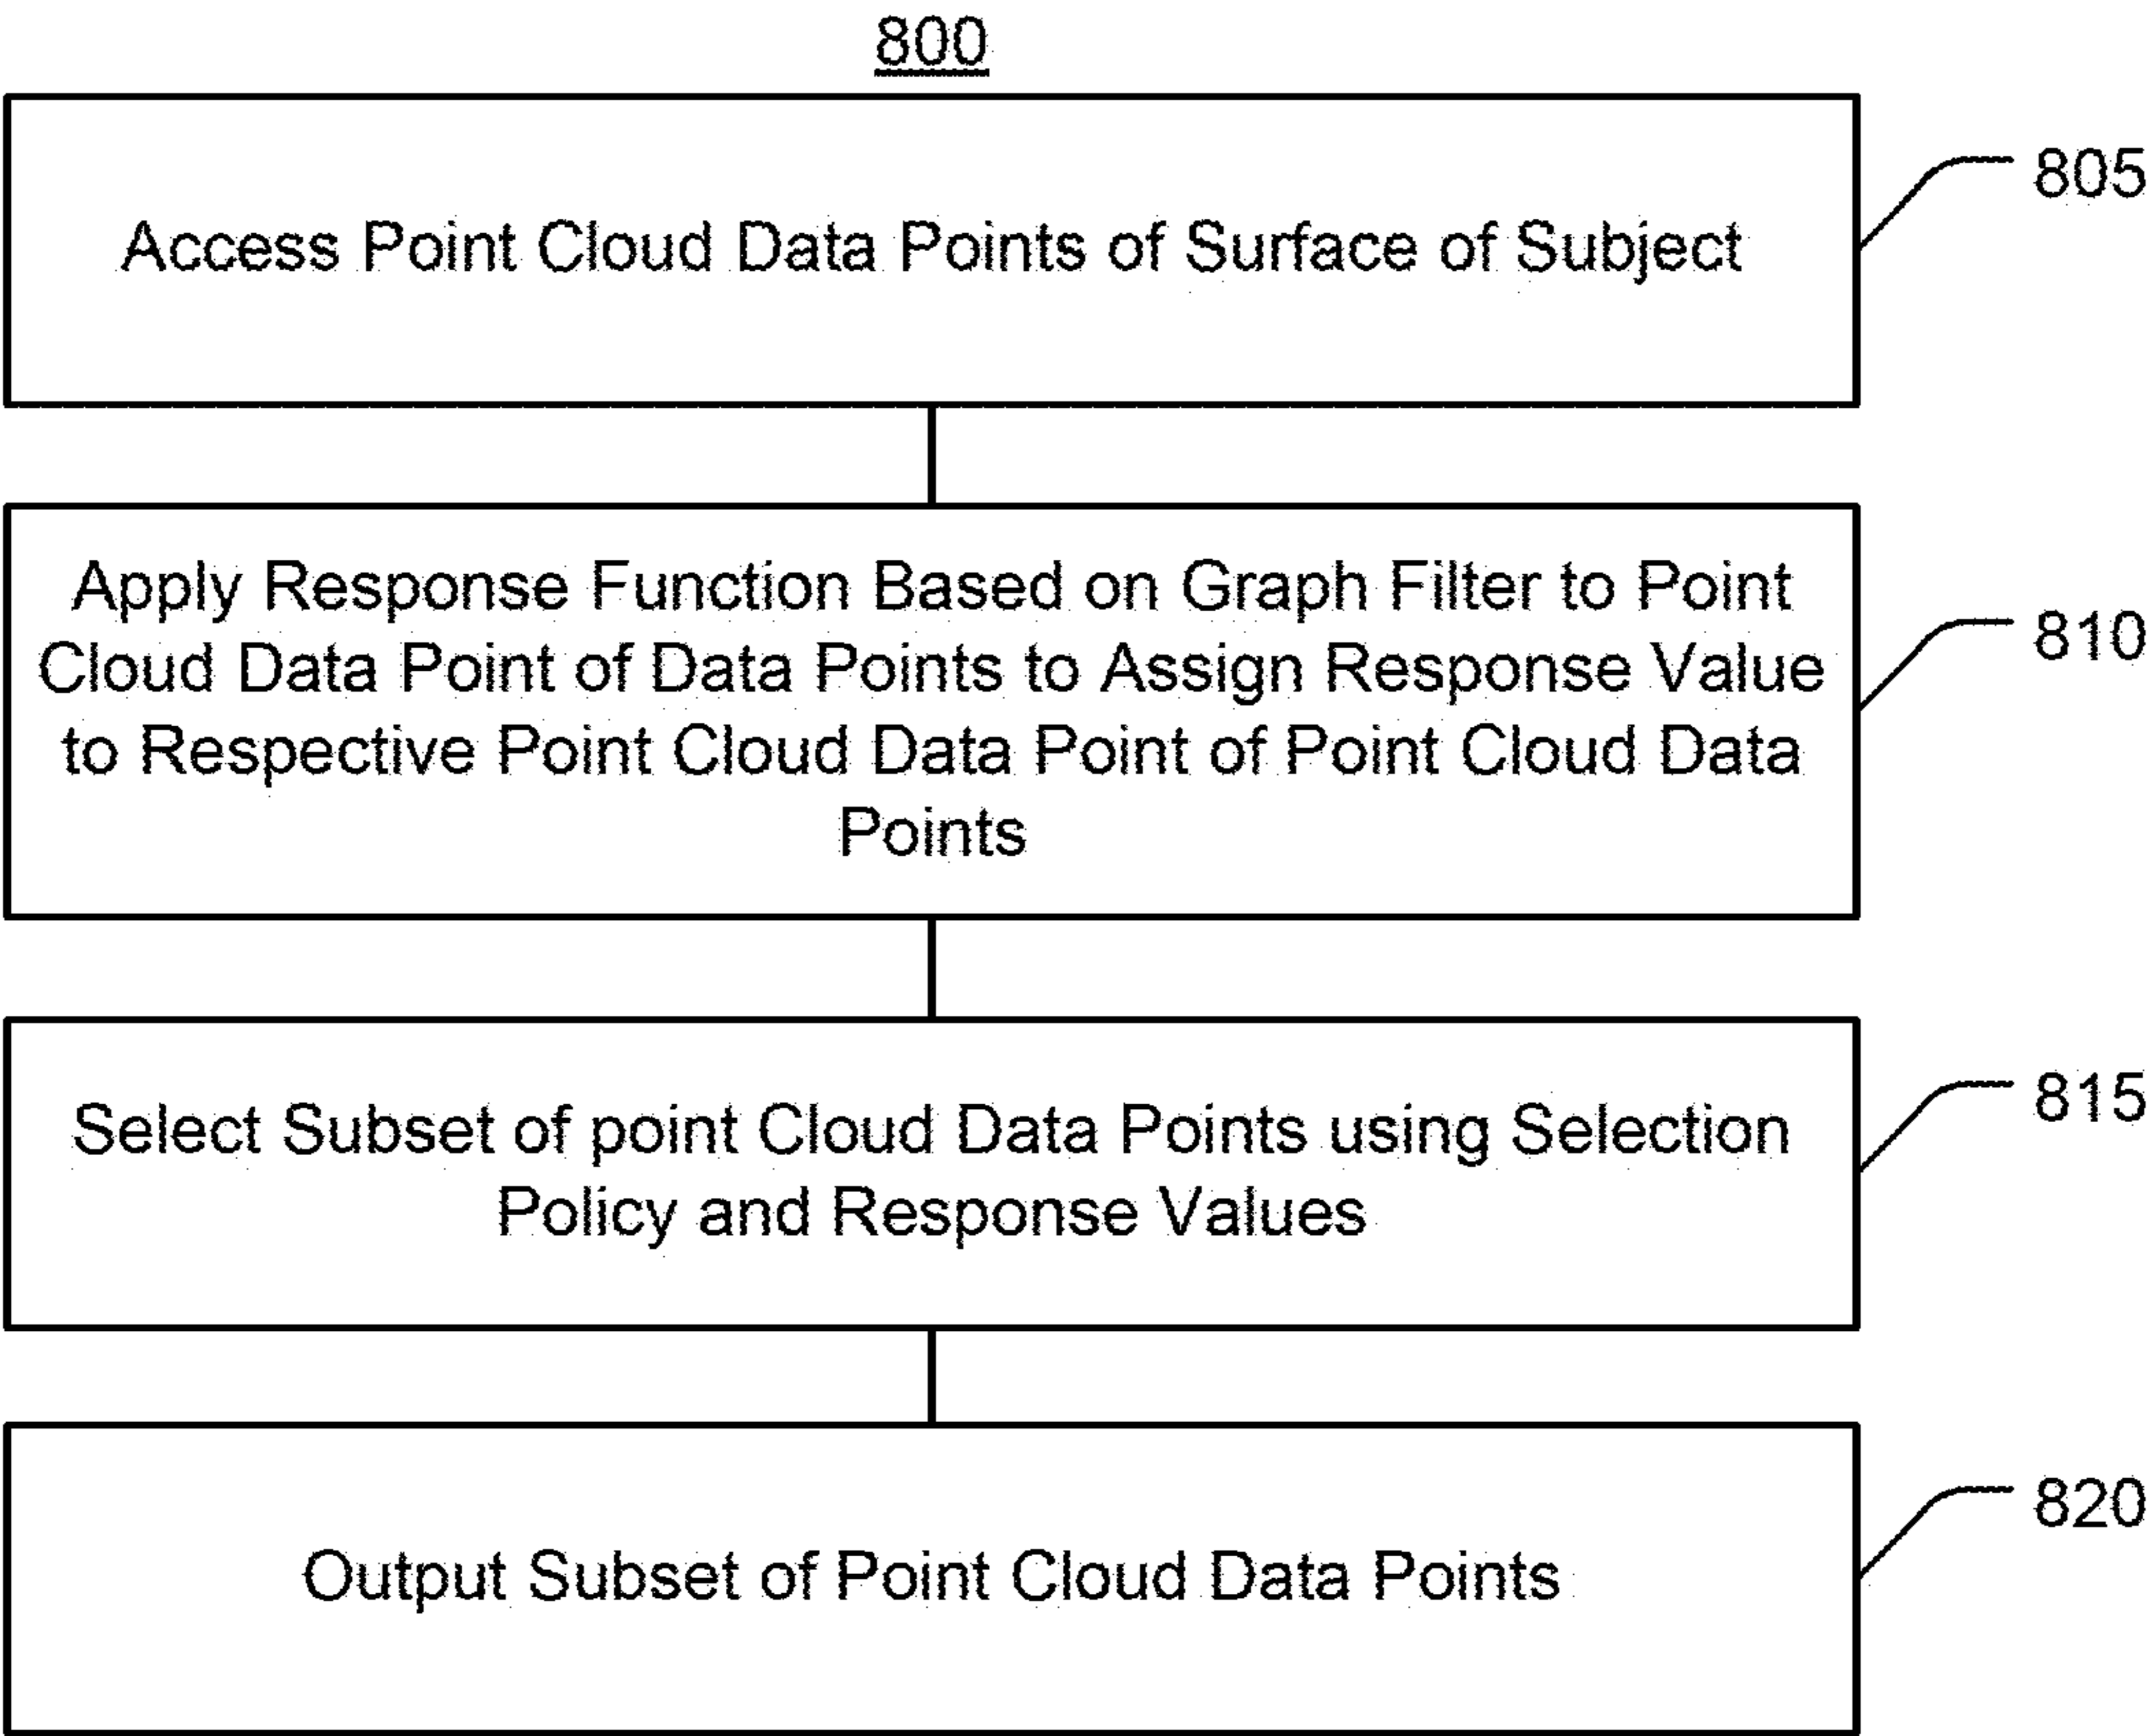 800
Access Point Cloud Data Points of Surface of Subject
805
Apply Response Function Based on Graph Filter to Point
Cloud Data Point of Data Points to Assign Response Value
to Respective Point Cloud Data Point of Point Cloud Data
Points
810
Select Subset of point Cloud Data Points using Selection
Policy and Response Values
815
Output Subset of Point Cloud Data Points
820